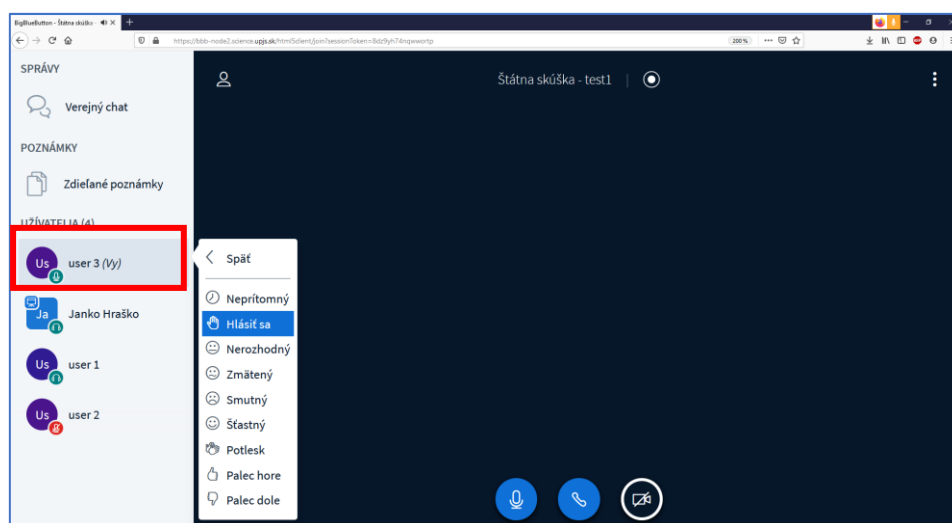 BigBlueButton - Štátna skúška -
https://bbb-node2.science.upjs.sk/html5client/join?sessionToken=8dz9yh74nqwwortp
200 %
SPRÁVY
Verejný chat
POZNÁMKY
Zdieľané poznámky
UŽÍVATELIA (4)
Us user 3 (Vy)
Ja Janko Hraško
Us user 1
Us user 2
Štátna skúška - test1 |
Späť
Neprítomný
Hlásiť sa
Nerozhodný
Zmätený
Smutný
Šťastný
Potlesk
Palec hore
Palec dole